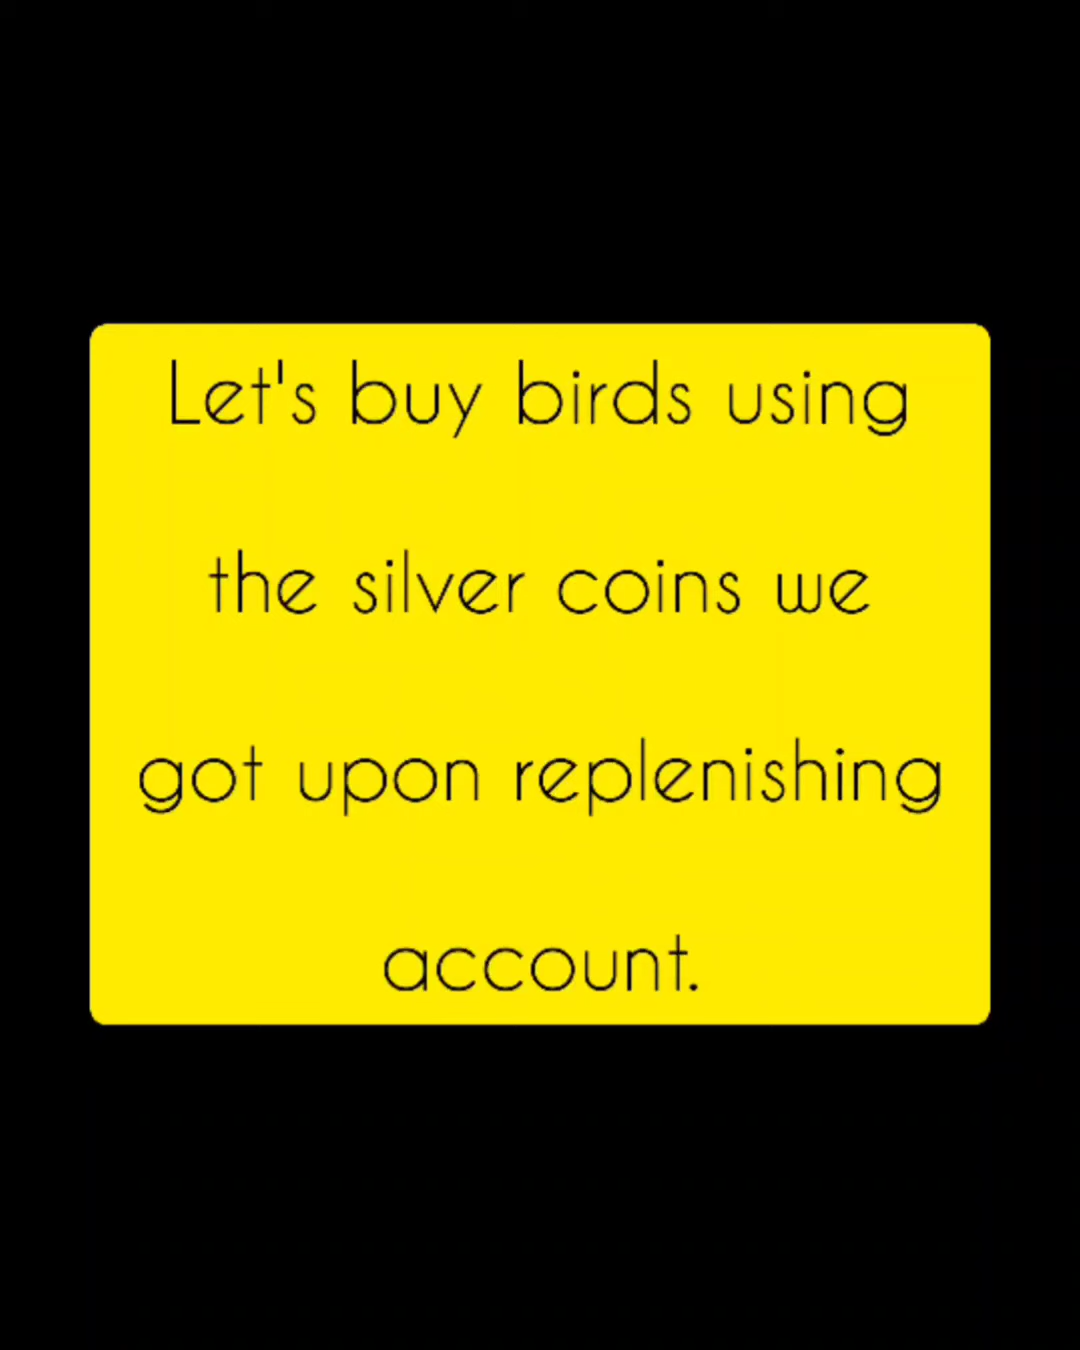 Let's buy birds using
the silver coins we
got upon replenishing
account.